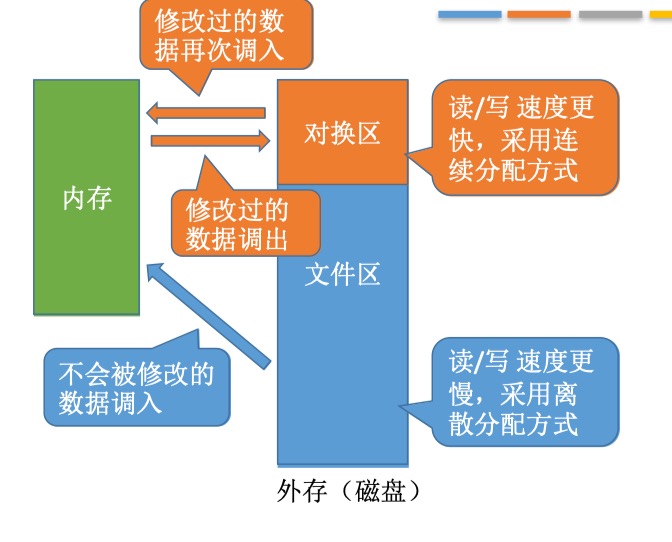 修改过的数
据再次调入
内存
对换区
读/写 速度更
快，采用连
续分配方式
修改过的
数据调出
文件区
不会被修改的
数据调入
读/写 速度更
慢，采用离
散分配方式
外存（磁盘）